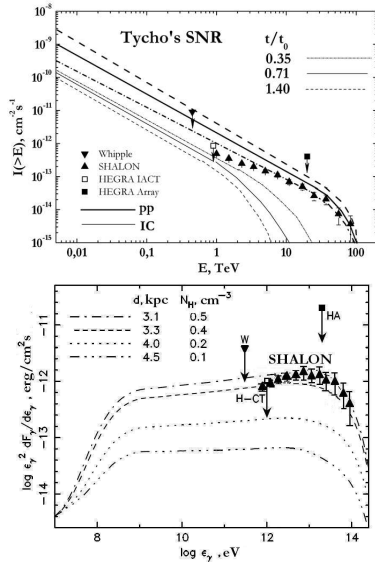 Tycho's SNR
t/t₀
0.35
0.71
1.40
I(>E), cm⁻² s⁻¹
10⁻⁸
10⁻⁹
10⁻¹⁰
10⁻¹¹
10⁻¹²
10⁻¹³
10⁻¹⁴
10⁻¹⁵
Whipple
SHALON
HEGRA IACT
HEGRA Array
pp
IC
0,01 0,1 1 10 100
E, TeV
d, kpc N_H, cm⁻³
3.1 0.5
3.3 0.4
4.0 0.2
4.5 0.1
HA
W
SHALON
H-CT
log ε_γ² dF_γ/dε_γ, erg/cm²s
-11
-12
-13
-14
8 10 12 14
log ε_γ, eV